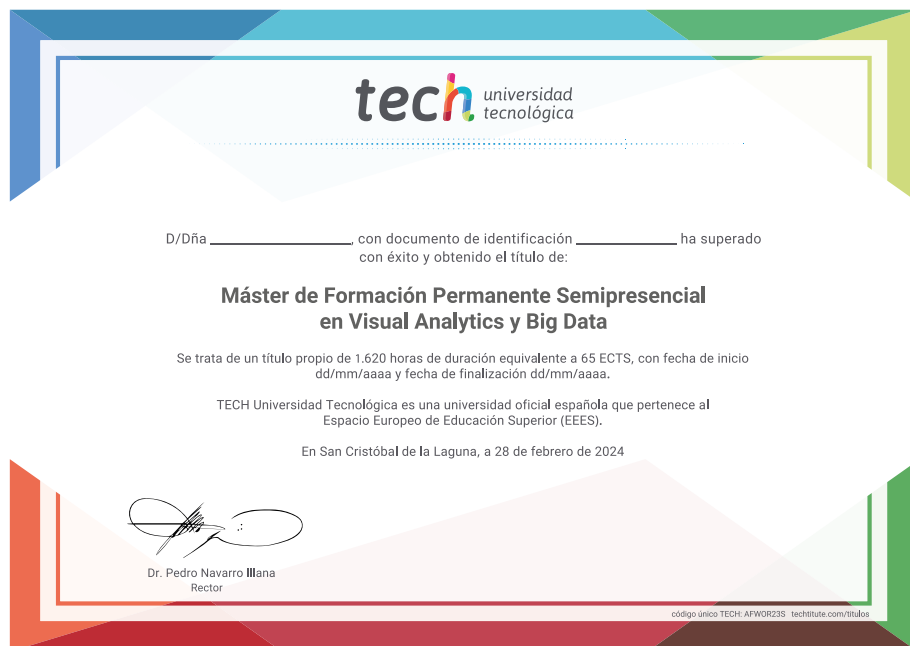 tech universidad
tecnológica
D/Dña ______________, con documento de identificación __________ ha superado
con éxito y obtenido el título de:
Máster de Formación Permanente Semipresencial
en Visual Analytics y Big Data
Se trata de un título propio de 1.620 horas de duración equivalente a 65 ECTS, con fecha de inicio
dd/mm/aaaa y fecha de finalización dd/mm/aaaa.
TECH Universidad Tecnológica es una universidad oficial española que pertenece al
Espacio Europeo de Educación Superior (EEES).
En San Cristóbal de la Laguna, a 28 de febrero de 2024
Dr. Pedro Navarro Illana
Rector
código único TECH: AFWOR23S techtitute.com/titulos